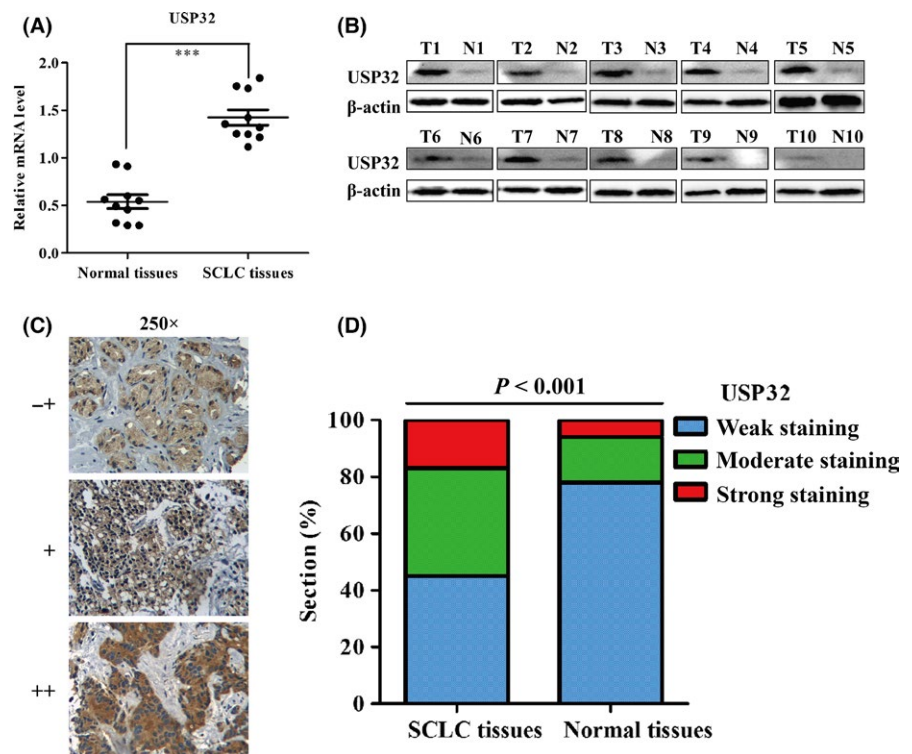 (A)
USP32
***
2.0
1.5
1.0
0.5
0.0
Relative mRNA level
Normal tissues
SCLC tissues
(B)
T1 N1 T2 N2 T3 N3 T4 N4 T5 N5
USP32
β-actin
T6 N6 T7 N7 T8 N8 T9 N9 T10 N10
USP32
β-actin
(C)
250×
−+
+
++
(D)
P < 0.001
USP32
Weak staining
Moderate staining
Strong staining
100
80
60
40
20
0
Section (%)
SCLC tissues
Normal tissues